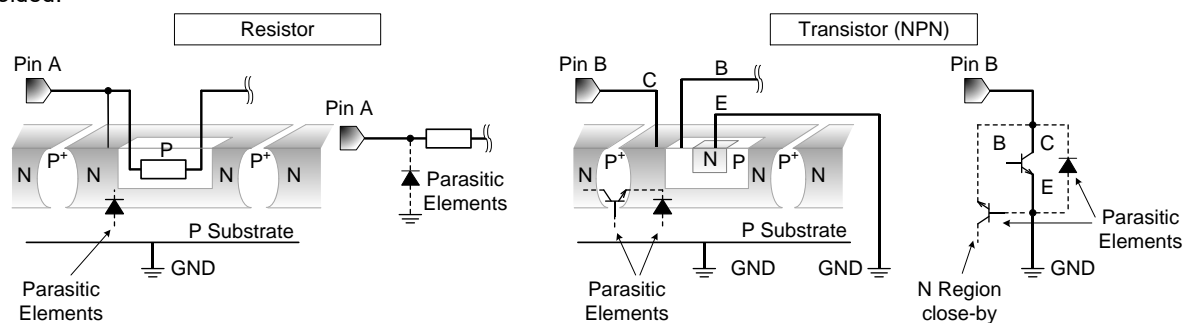 Resistor
Pin A
P
N P+ N N P+ N
Parasitic
Elements
P Substrate
GND
Pin A
Parasitic
Elements
Transistor (NPN)
Pin B
C
B
E
N P+ N N P N P+ N
P Substrate
GND
GND
Parasitic
Elements
Pin B
B
C
E
Parasitic
Elements
GND
N Region
close-by